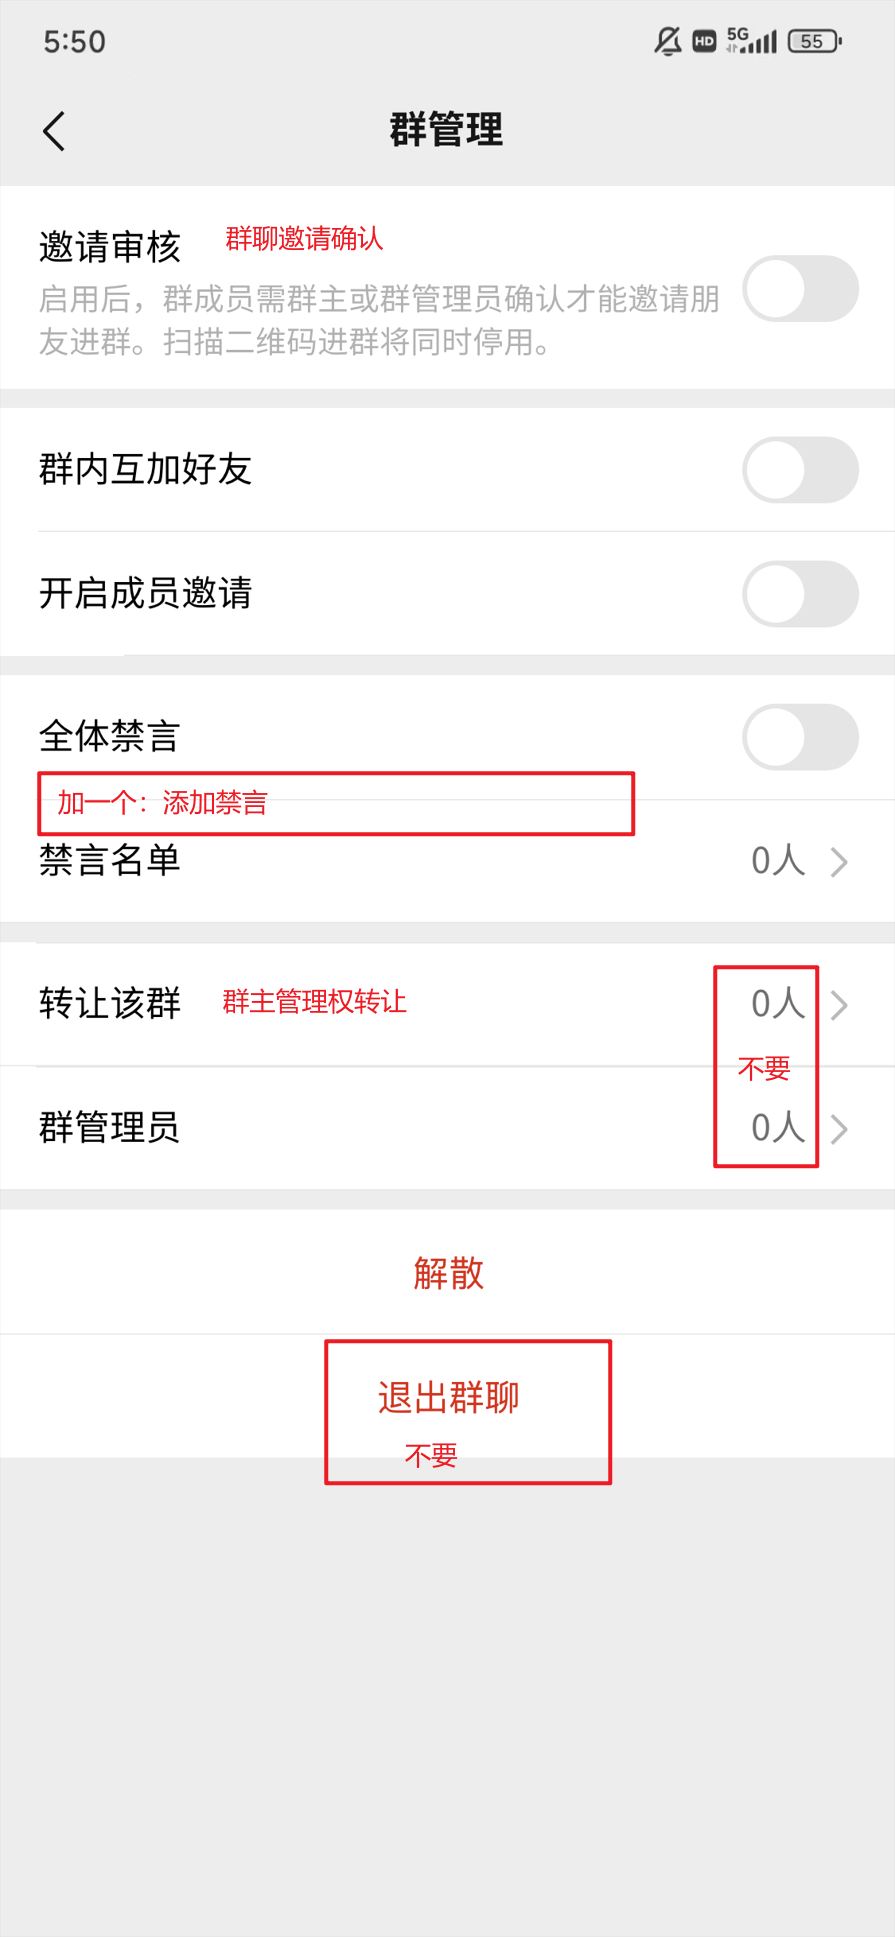 5:50
HD 5G 55
群管理
邀请审核 群聊邀请确认
启用后，群成员需群主或群管理员确认才能邀请朋
友进群。扫描二维码进群将同时停用。
群内互加好友
开启成员邀请
全体禁言
加一个：添加禁言
禁言名单 0人
转让该群 群主管理权转让 0人
不要
群管理员 0人
解散
退出群聊
不要